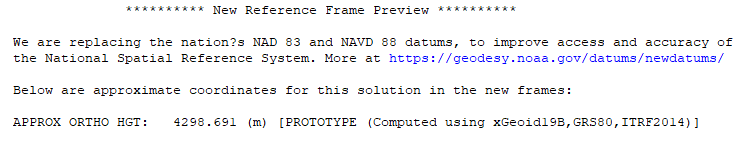 ********** New Reference Frame Preview **********
We are replacing the nation?s NAD 83 and NAVD 88 datums, to improve access and accuracy of
the National Spatial Reference System. More at https://geodesy.noaa.gov/datums/newdatums/
Below are approximate coordinates for this solution in the new frames:
APPROX ORTHO HGT:   4298.691 (m) [PROTOTYPE (Computed using xGeoid19B,GRS80,ITRF2014)]